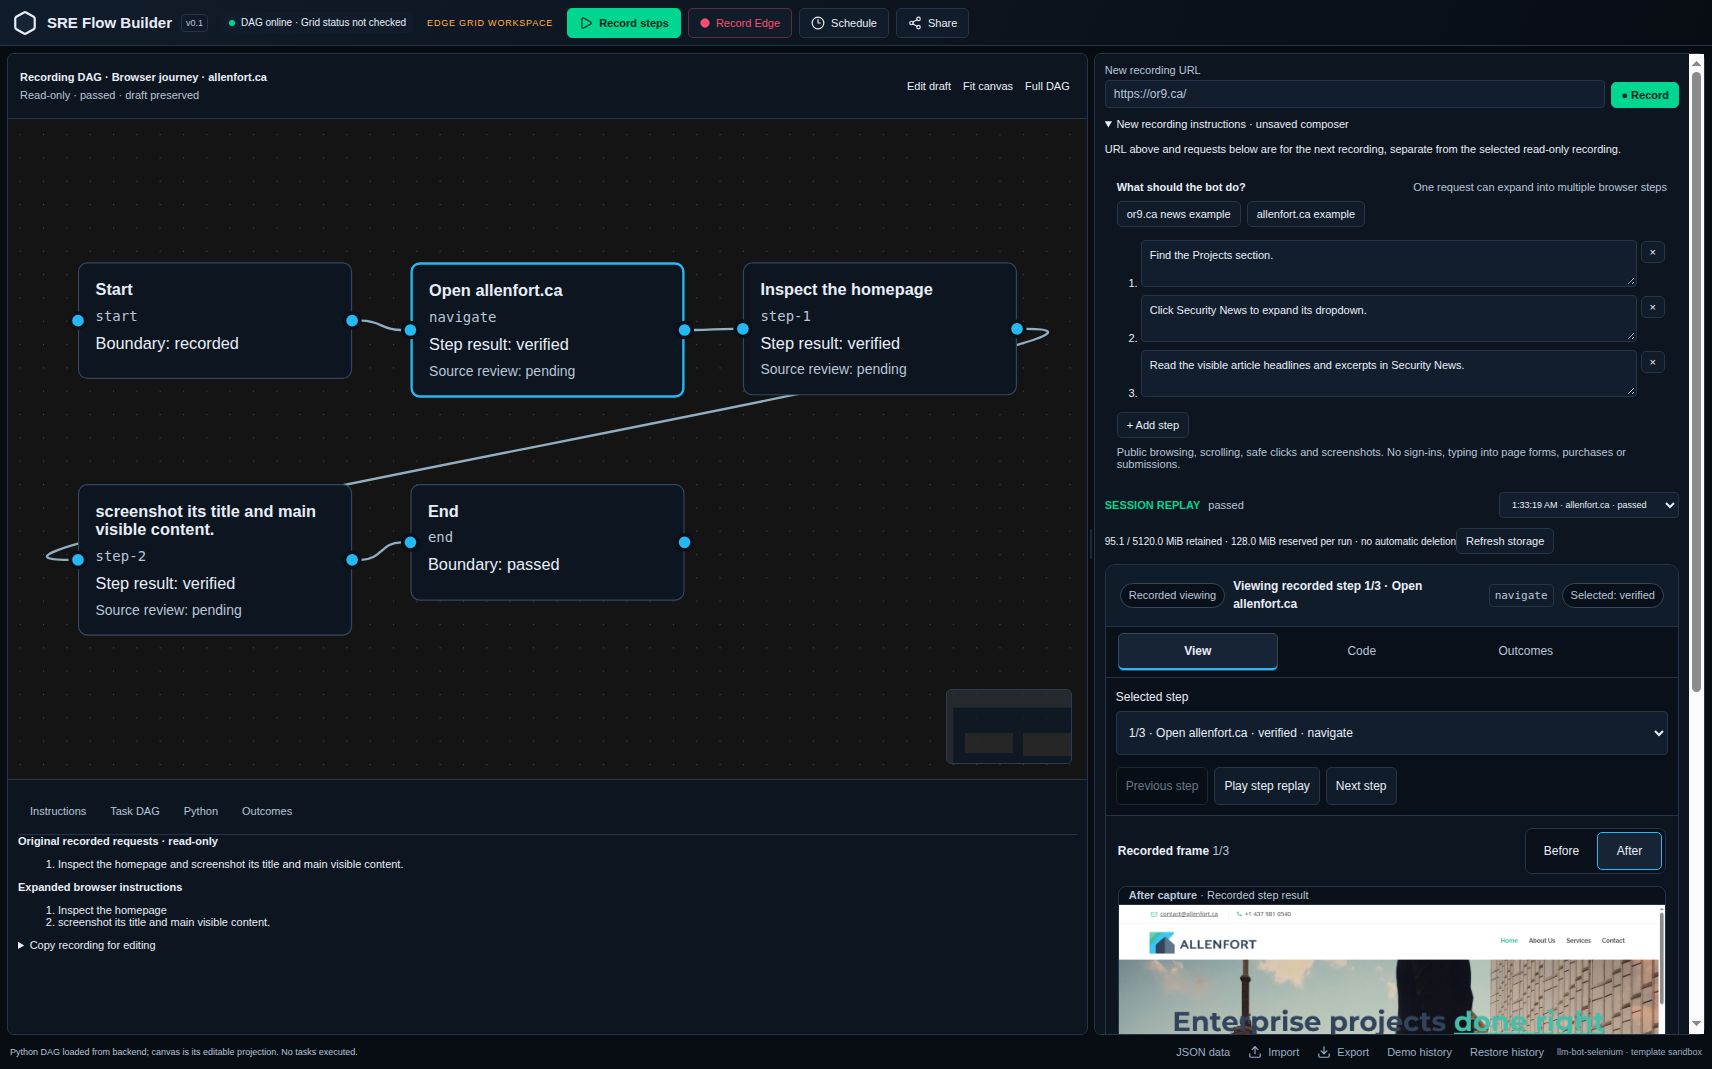 SRE Flow Builder
v0.1
DAG online · Grid status not checked
EDGE GRID WORKSPACE
Record steps
Record Edge
Schedule
Share
Recording DAG · Browser journey · allenfort.ca
Read-only · passed · draft preserved
Edit draft
Fit canvas
Full DAG
Start
start
Boundary: recorded
Open allenfort.ca
navigate
Step result: verified
Source review: pending
Inspect the homepage
step-1
Step result: verified
Source review: pending
screenshot its title and main
visible content.
step-2
Step result: verified
Source review: pending
End
end
Boundary: passed
Instructions
Task DAG
Python
Outcomes
Original recorded requests · read-only
1. Inspect the homepage and screenshot its title and main visible content.
Expanded browser instructions
1. Inspect the homepage
2. screenshot its title and main visible content.
Copy recording for editing
New recording URL
https://or9.ca/
● Record
New recording instructions · unsaved composer
URL above and requests below are for the next recording, separate from the selected read-only recording.
What should the bot do?
One request can expand into multiple browser steps
or9.ca news example
allenfort.ca example
1. Find the Projects section.
×
2. Click Security News to expand its dropdown.
×
3. Read the visible article headlines and excerpts in Security News.
×
+ Add step
Public browsing, scrolling, safe clicks and screenshots. No sign-ins, typing into page forms, purchases or
submissions.
SESSION REPLAY passed
1:33:19 AM · allenfort.ca · passed
95.1 / 5120.0 MiB retained · 128.0 MiB reserved per run · no automatic deletion
Refresh storage
Recorded viewing
Viewing recorded step 1/3 · Open
allenfort.ca
navigate
Selected: verified
View
Code
Outcomes
Selected step
1/3 · Open allenfort.ca · verified · navigate
Previous step
Play step replay
Next step
Recorded frame 1/3
Before
After
After capture · Recorded step result
contact@allenfort.ca
+1 437 981 0540
ALLENFORT
Home
About Us
Services
Contact
Enterprise projects done right
Python DAG loaded from backend; canvas is its editable projection. No tasks executed.
JSON data
Import
Export
Demo history
Restore history
llm-bot-selenium · template sandbox